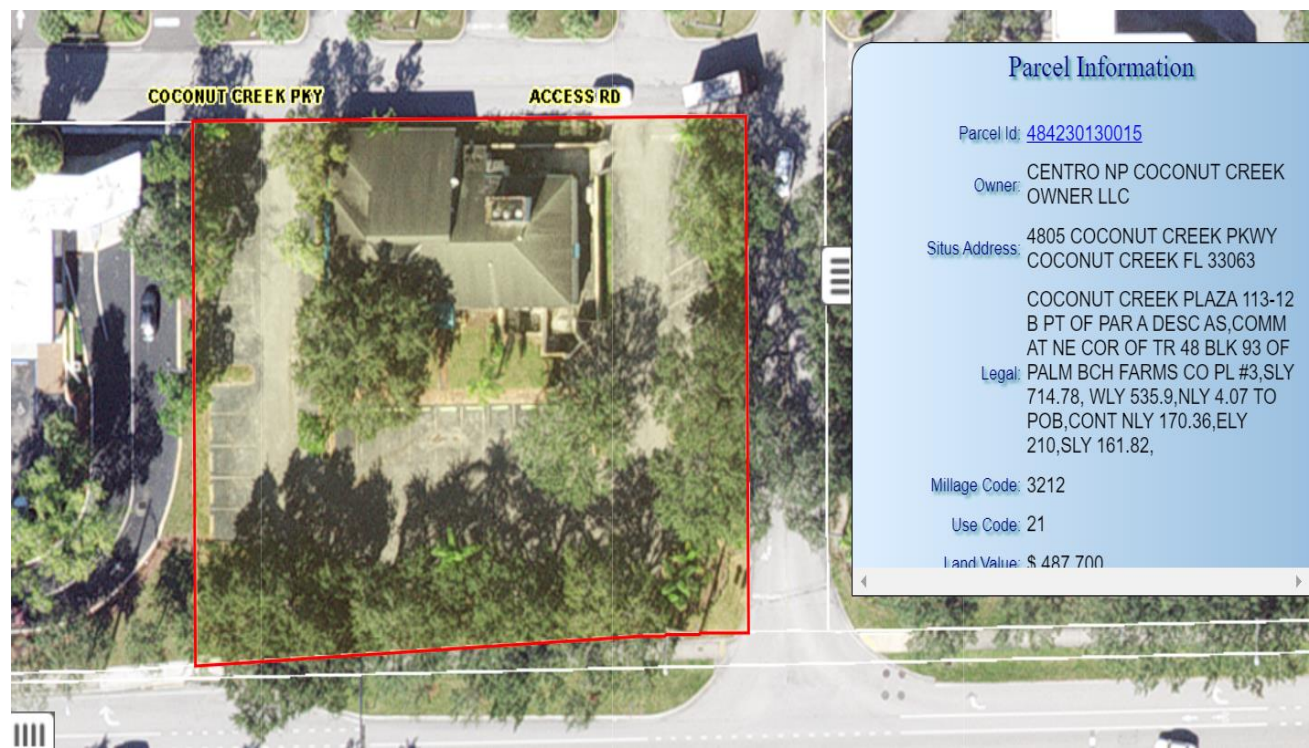 COCONUT CREEK PKY
ACCESS RD
Parcel Information
Parcel Id: 484230130015
Owner: CENTRO NP COCONUT CREEK
OWNER LLC
Situs Address: 4805 COCONUT CREEK PKWY
COCONUT CREEK FL 33063
COCONUT CREEK PLAZA 113-12
B PT OF PAR A DESC AS,COMM
AT NE COR OF TR 48 BLK 93 OF
Legal: PALM BCH FARMS CO PL #3,SLY
714.78, WLY 535.9,NLY 4.07 TO
POB,CONT NLY 170.36,ELY
210,SLY 161.82,
Millage Code: 3212
Use Code: 21
Land Value: $ 487,700